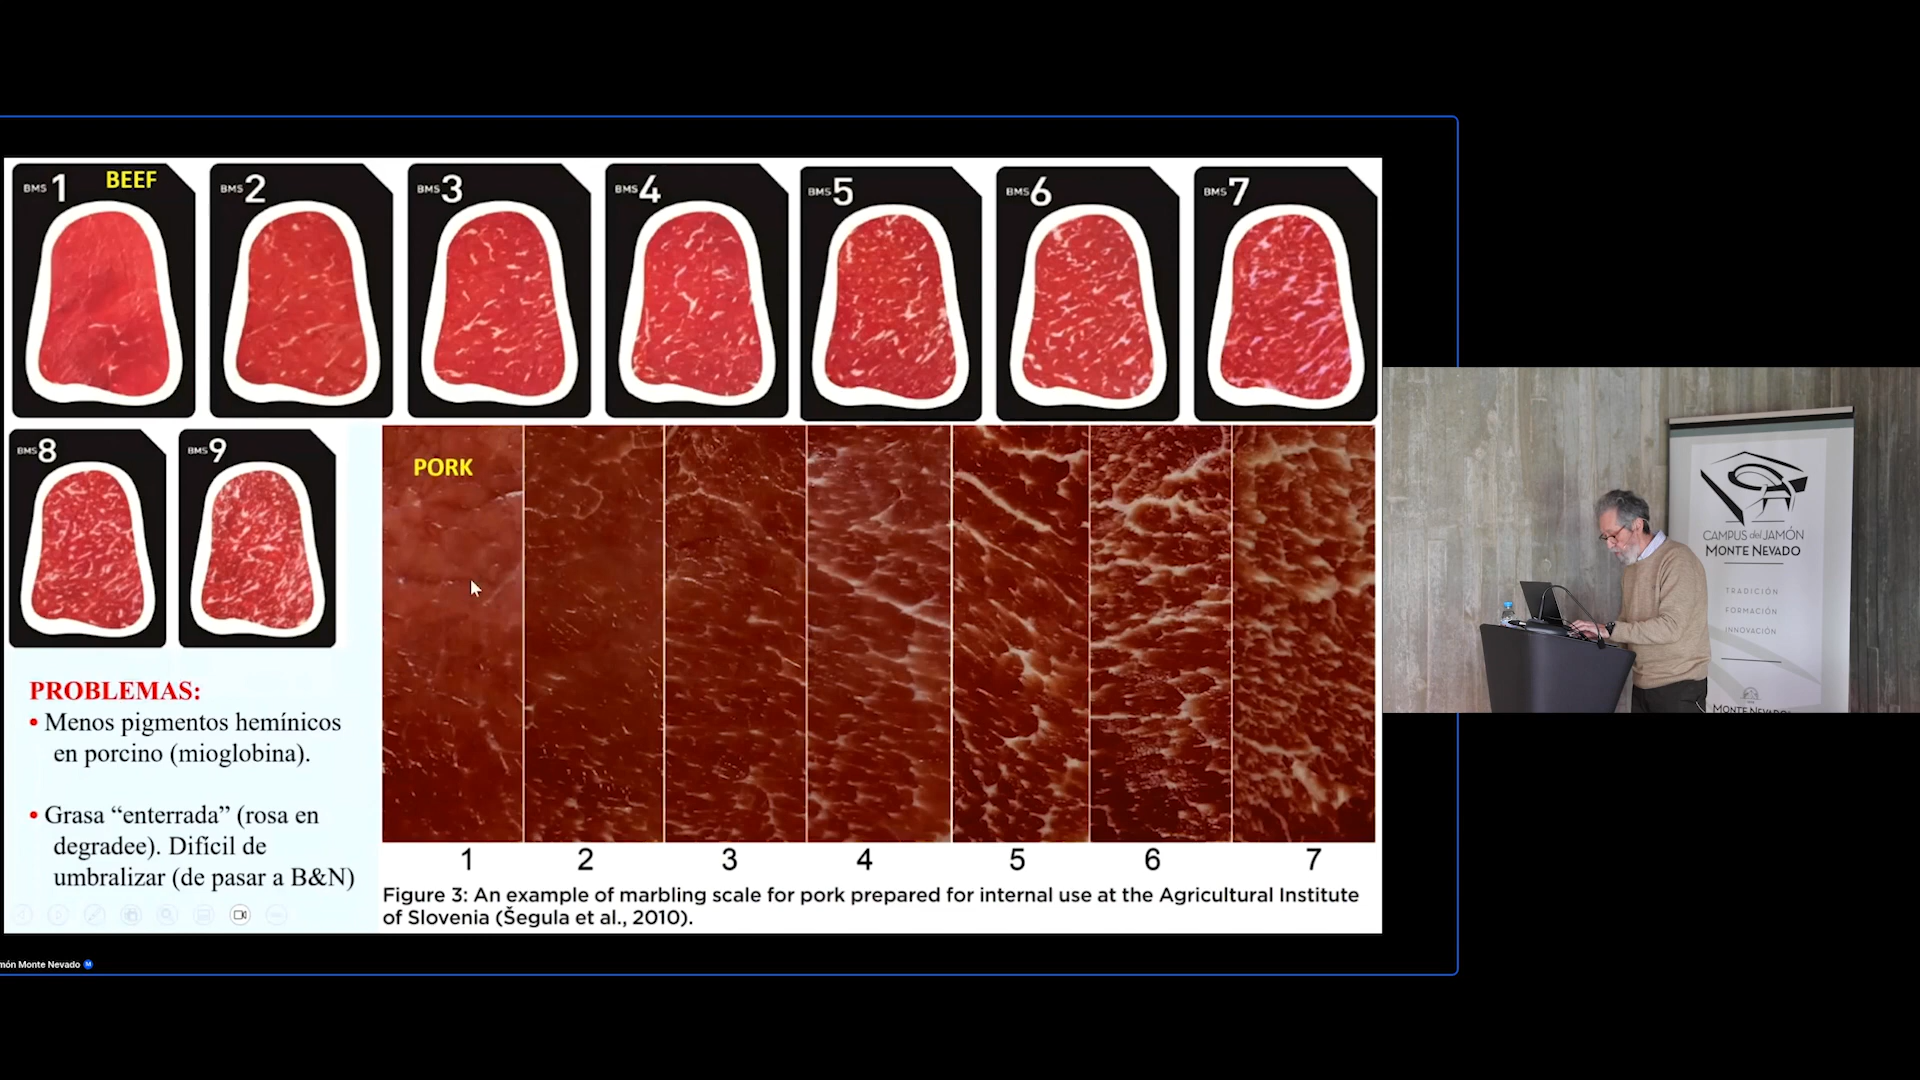 BMS 1 BEEF
BMS 2
BMS 3
BMS 4
BMS 5
BMS 6
BMS 7
BMS 8
BMS 9
PORK
PROBLEMAS:
• Menos pigmentos hemínicos
en porcino (mioglobina).
• Grasa “enterrada” (rosa en
degradee). Difícil de
umbralizar (de pasar a B&N)
1 2 3 4 5 6 7
Figure 3: An example of marbling scale for pork prepared for internal use at the Agricultural Institute
of Slovenia (Šegula et al., 2010).
món Monte Nevado M
CAMPUS del JAMÓN
MONTE NEVADO
TRADICIÓN
FORMACIÓN
INNOVACIÓN
MONTE NEVADO